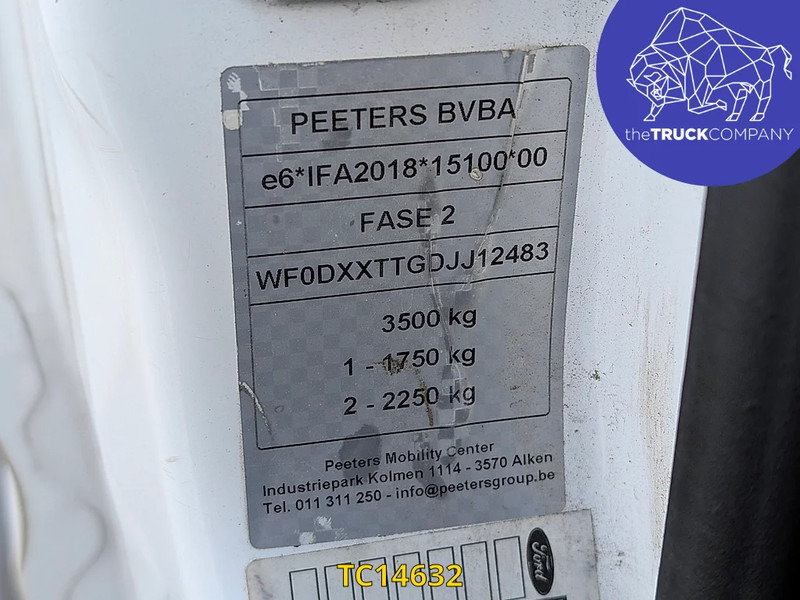 theTRUCKCOMPANY
PEETERS BVBA
e6*IFA2018*15100*00
FASE 2
WF0DXXTTGDJJ12483
3500 kg
1 - 1750 kg
2 - 2250 kg
Peeters Mobility Center
Industriepark Kolmen 1114 - 3570 Alken
Tel. 011 311 250 - info@peetersgroup.be
Ford
TC14632